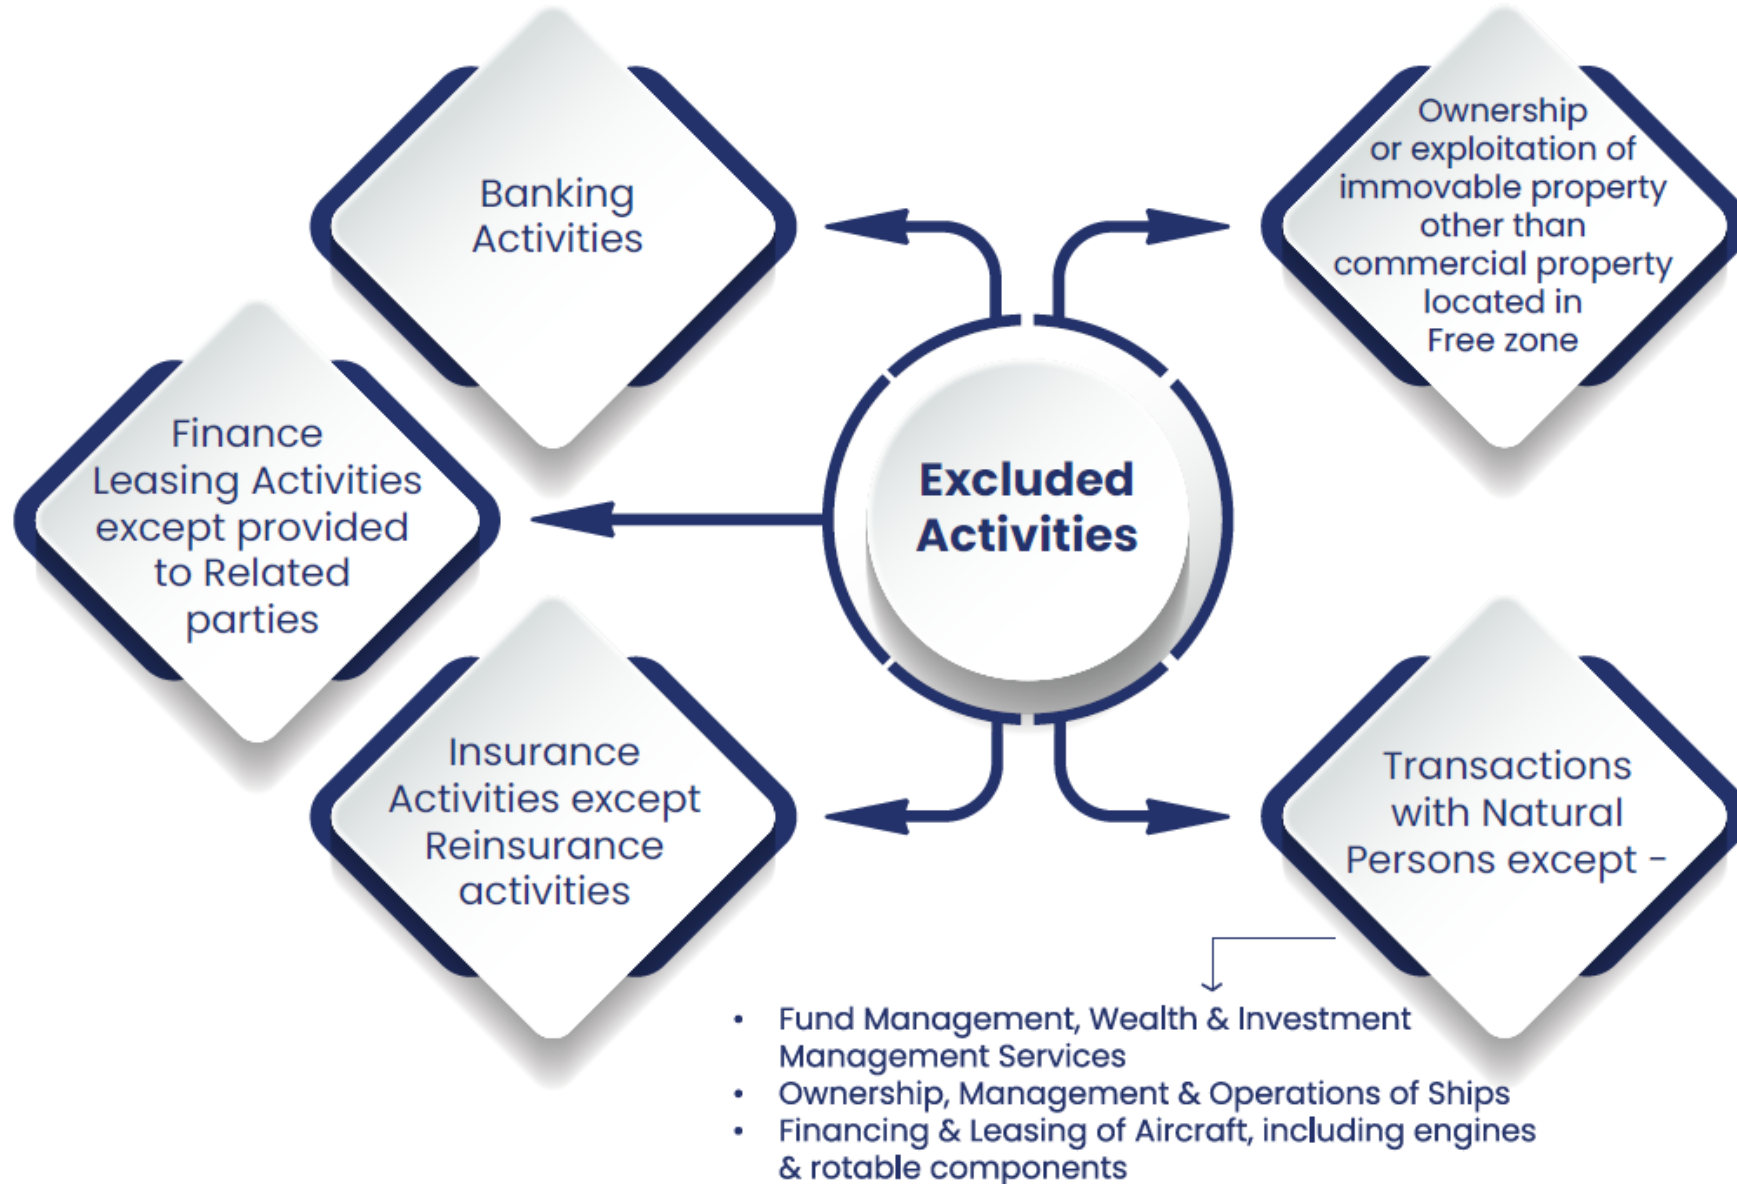 Banking
Activities
Ownership
or exploitation of
immovable property
other than
commercial property
located in
Free zone
Finance
Leasing Activities
except provided
to Related
parties
Excluded
Activities
Insurance
Activities except
Reinsurance
activities
Transactions
with Natural
Persons except -
• Fund Management, Wealth & Investment
Management Services
• Ownership, Management & Operations of Ships
• Financing & Leasing of Aircraft, including engines
& rotable components